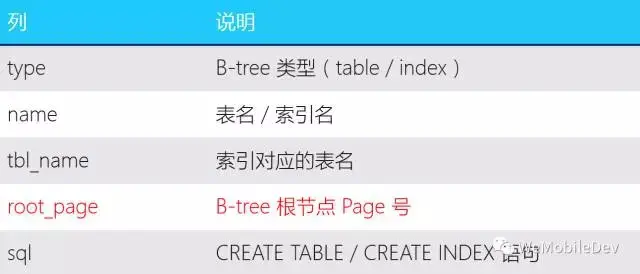 列 说明
type B-tree 类型 ( table / index )
name 表名 / 索引名
tbl_name 索引对应的表名
root_page B-tree 根节点 Page 号
sql CREATE TABLE / CREATE INDEX 语句
WeMobileDev